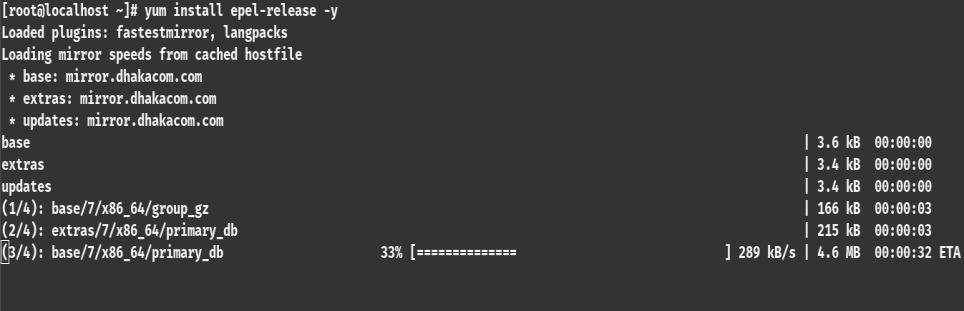 [root@localhost ~]# yum install epel-release -y
Loaded plugins: fastestmirror, langpacks
Loading mirror speeds from cached hostfile
 * base: mirror.dhakacom.com
 * extras: mirror.dhakacom.com
 * updates: mirror.dhakacom.com
base | 3.6 kB 00:00:00
extras | 3.4 kB 00:00:00
updates | 3.4 kB 00:00:00
(1/4): base/7/x86_64/group_gz | 166 kB 00:00:03
(2/4): extras/7/x86_64/primary_db | 215 kB 00:00:03
(3/4): base/7/x86_64/primary_db 33% [============== ] 289 kB/s | 4.6 MB 00:00:32 ETA